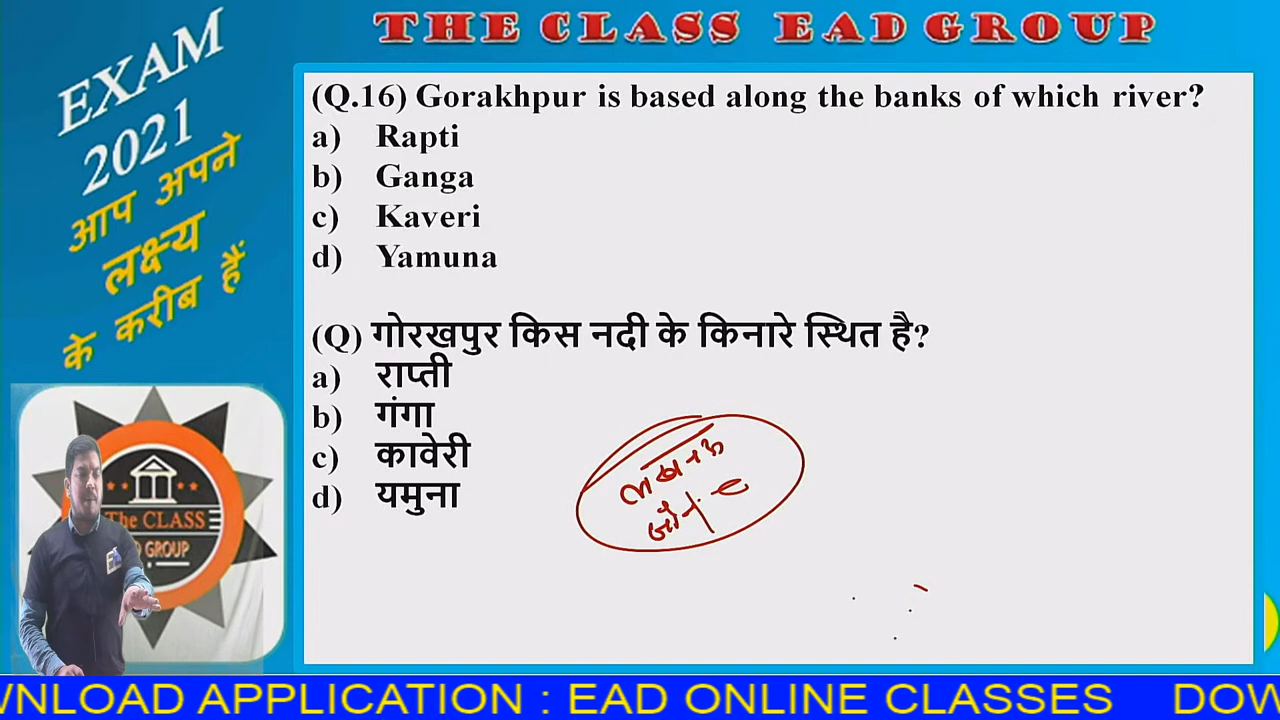 THE CLASS EAD GROUP
EXAM
2021
आप अपने
लक्ष्य
के करीब हैं
(Q.16) Gorakhpur is based along the banks of which river?
a) Rapti
b) Ganga
c) Kaveri
d) Yamuna
(Q) गोरखपुर किस नदी के किनारे स्थित है?
a) राप्ती
b) गंगा
c) कावेरी
d) यमुना
The CLASS
GROUP
WNLOAD APPLICATION : EAD ONLINE CLASSES DOW